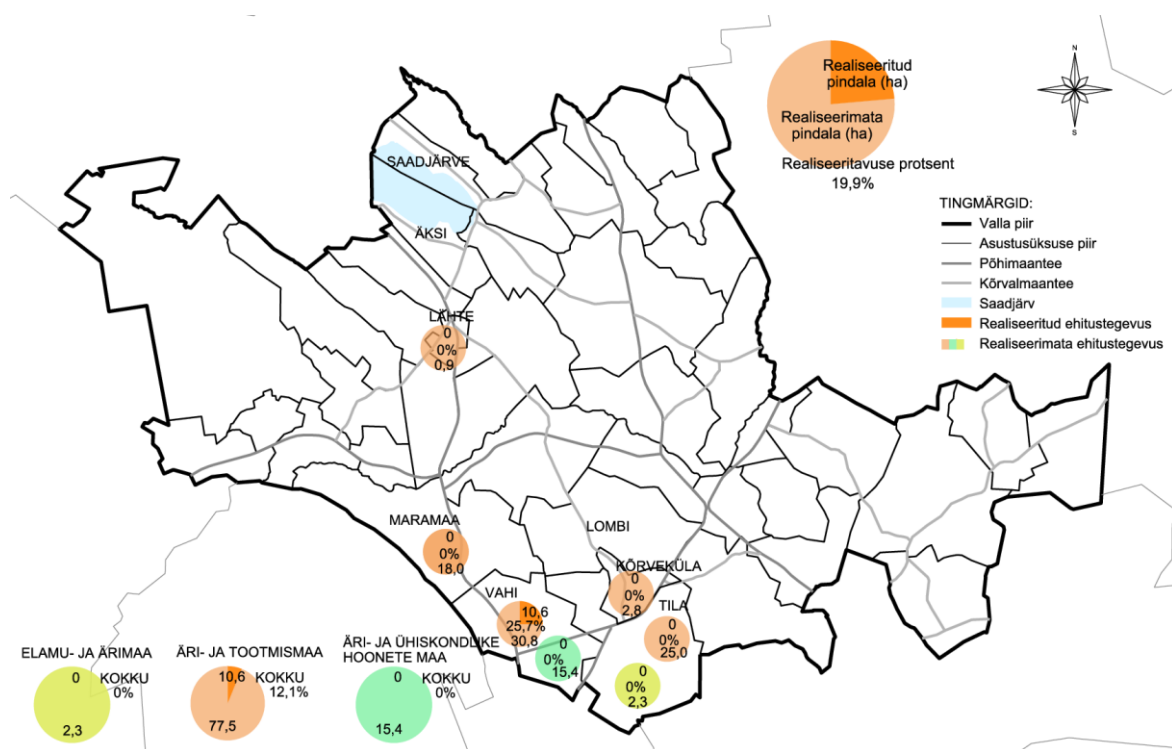 N
S
Realiseeritud
pindala (ha)
Realiseerimata
pindala (ha)
Realiseeritavuse protsent
19,9%
TINGMÄRGID:
Valla piir
Asustusüksuse piir
Põhimaantee
Kõrvalmaantee
Saadjärv
Realiseeritud ehitustegevus
Realiseerimata ehitustegevus
SAADJÄRVE
ÄKSI
LÄHTE
0
0%
0,9
MARAMAA
0
0%
18,0
LOMBI
KÕRVEKÜLA
0
0%
2,8
VAHI
10,6
25,7%
30,8
TILA
0
0%
25,0
0
0%
15,4
0
0%
2,3
ELAMU- JA ÄRIMAA
0
KOKKU
0%
2,3
ÄRI- JA TOOTMISMAA
10,6
KOKKU
12,1%
77,5
ÄRI- JA ÜHISKONDLIKE
HOONETE MAA
0
KOKKU
0%
15,4